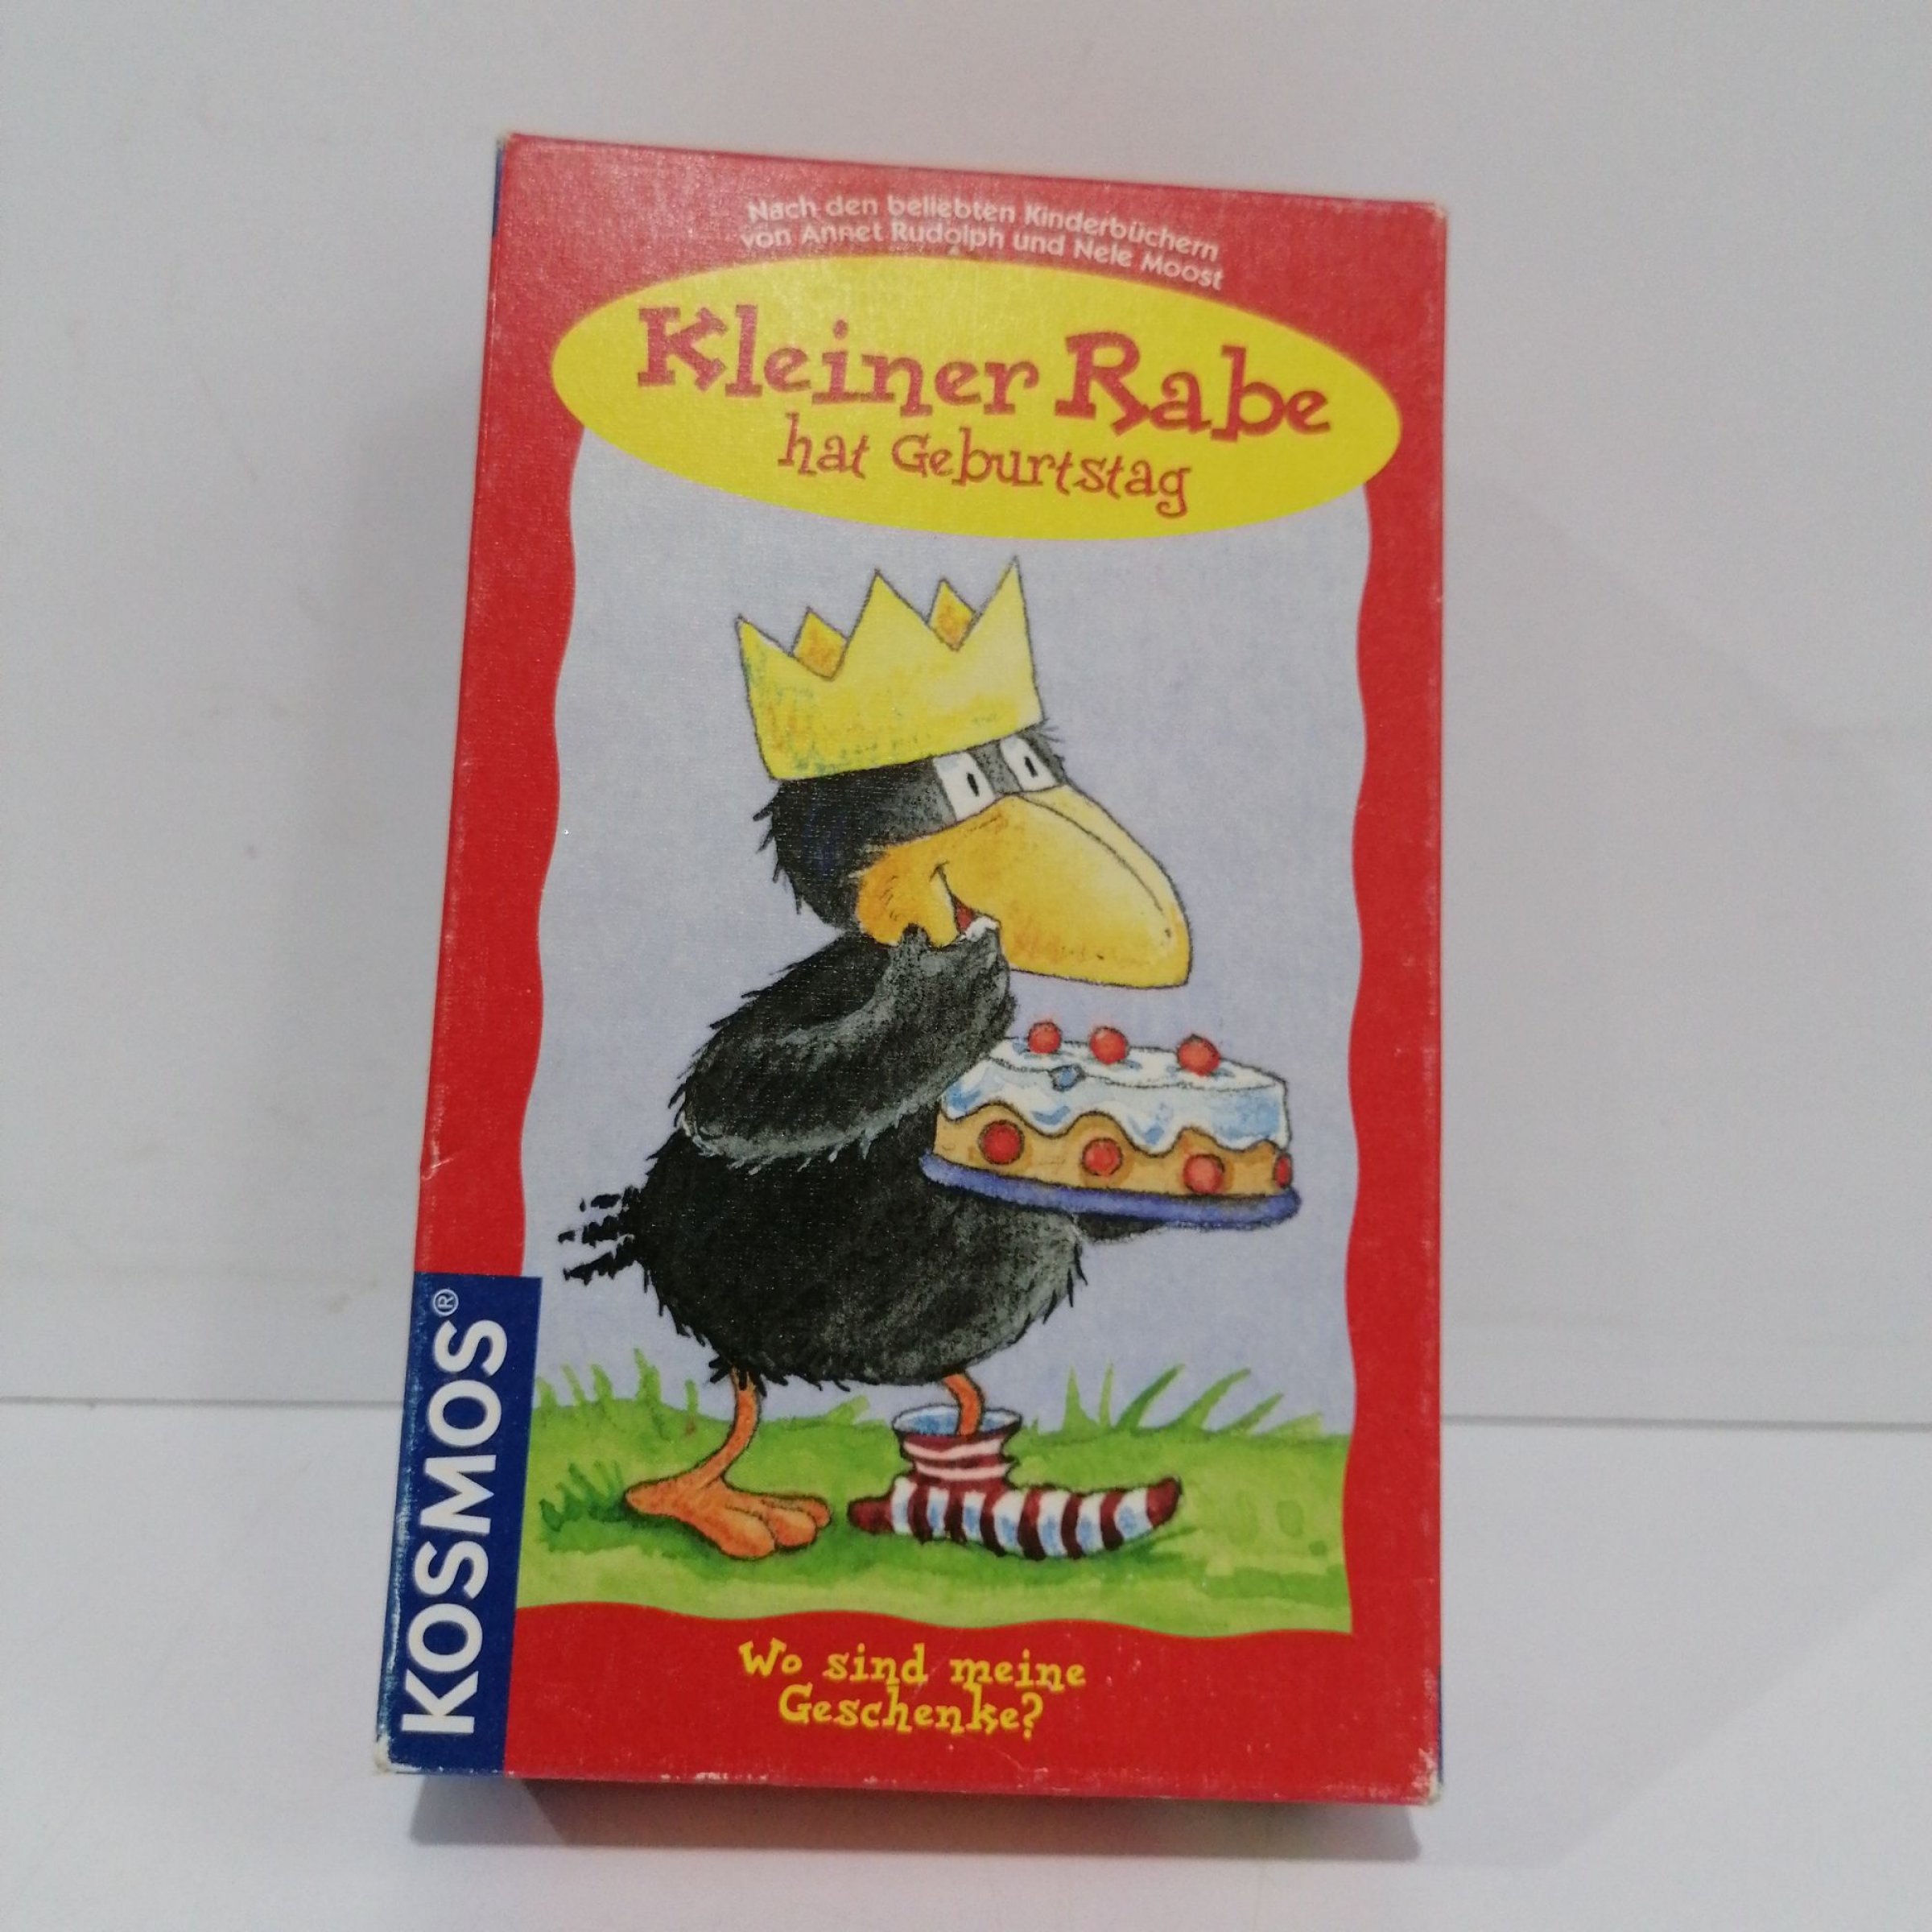 Nach den beliebten Kinderbüchern
von Annet Rudolph und Nele Moost
Kleiner Rabe
hat Geburtstag
KOSMOS®
Wo sind meine
Geschenke?